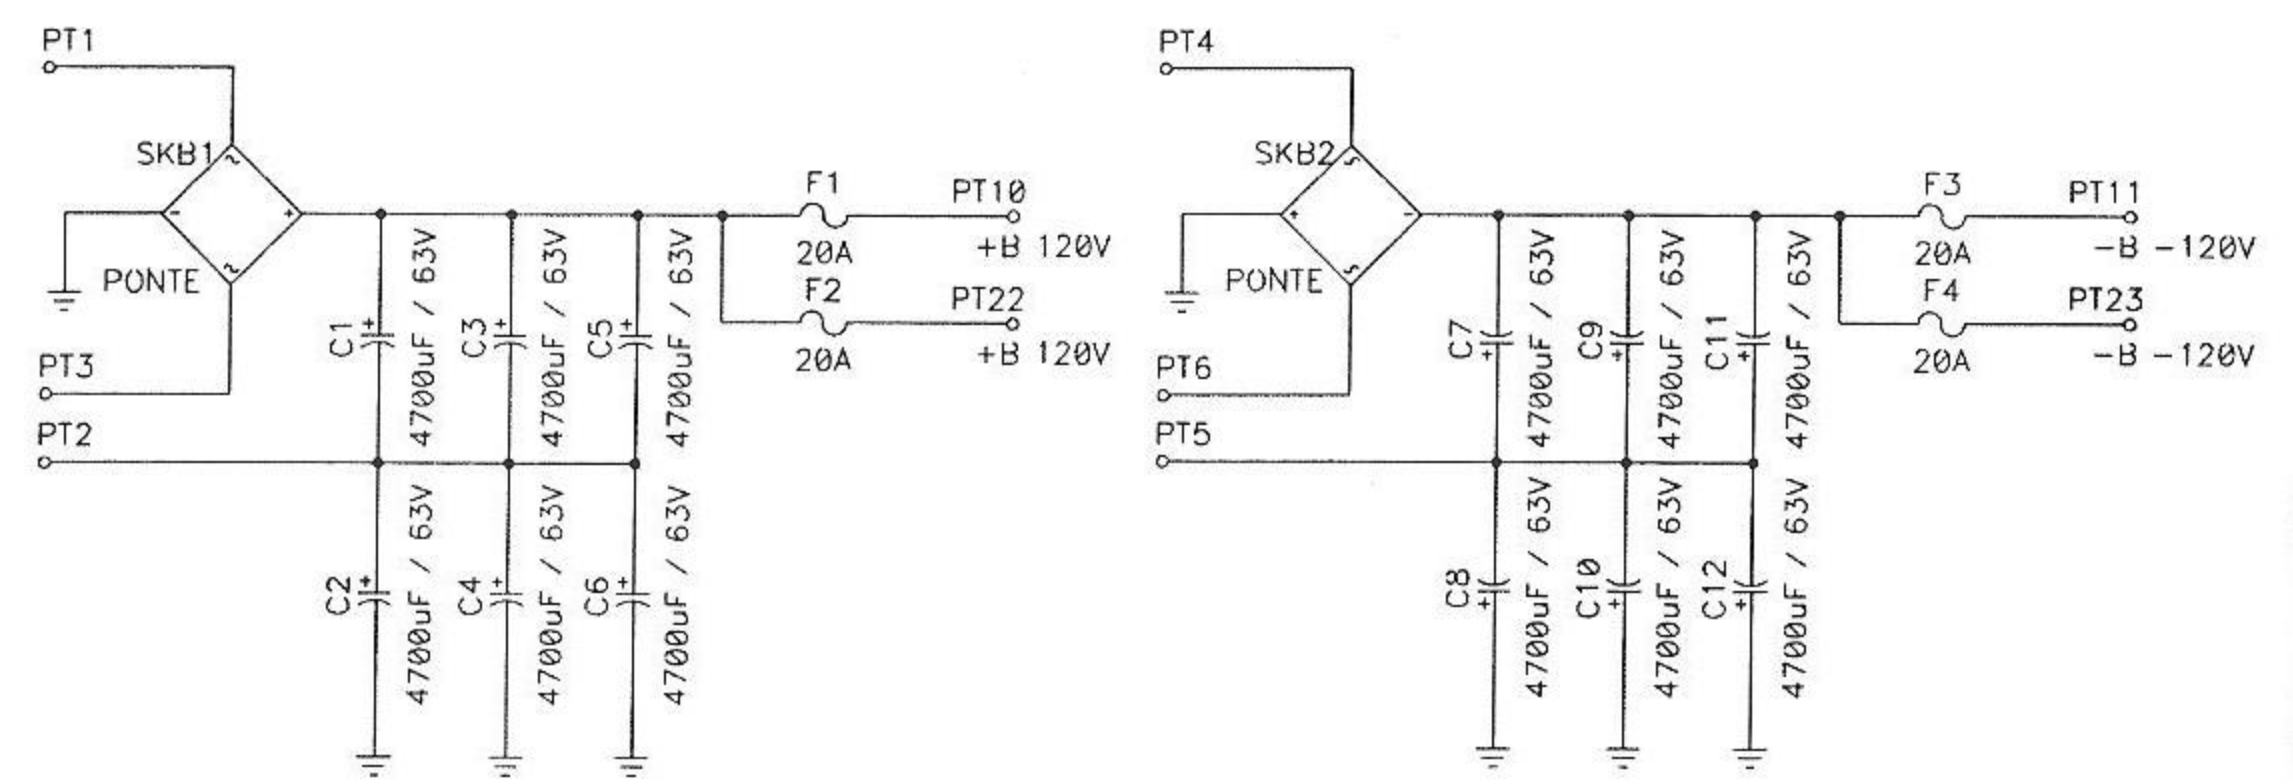 PT1
SKB1
~
-
+
~
PONTE
PT3
PT2
C1
+
4700uF / 63V
C3
+
4700uF / 63V
C5
+
4700uF / 63V
C2
+
4700uF / 63V
C4
+
4700uF / 63V
C6
+
4700uF / 63V
F1
20A
PT10
+B 120V
F2
20A
PT22
+B 120V
PT4
SKB2
~
+
-
~
PONTE
PT6
PT5
C7
+
4700uF / 63V
C9
+
4700uF / 63V
C11
+
4700uF / 63V
C8
+
4700uF / 63V
C10
+
4700uF / 63V
C12
+
4700uF / 63V
F3
20A
PT11
-B -120V
F4
20A
PT23
-B -120V